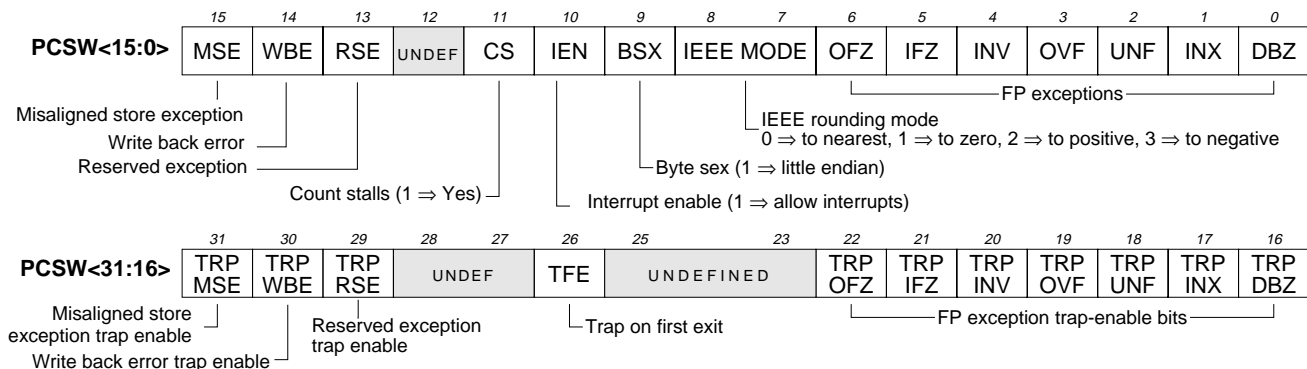 15 14 13 12 11 10 9 8 7 6 5 4 3 2 1 0
PCSW<15:0> MSE WBE RSE UNDEF CS IEN BSX IEEE MODE OFZ IFZ INV OVF UNF INX DBZ
Misaligned store exception
Write back error
Reserved exception
Count stalls (1 ⇒ Yes)
Interrupt enable (1 ⇒ allow interrupts)
Byte sex (1 ⇒ little endian)
IEEE rounding mode
0 ⇒ to nearest, 1 ⇒ to zero, 2 ⇒ to positive, 3 ⇒ to negative
FP exceptions
31 30 29 28 27 26 25 23 22 21 20 19 18 17 16
PCSW<31:16> TRP MSE TRP WBE TRP RSE UNDEF TFE UNDEFINED TRP OFZ TRP IFZ TRP INV TRP OVF TRP UNF TRP INX TRP DBZ
Misaligned store
exception trap enable
Write back error trap enable
Reserved exception
trap enable
Trap on first exit
FP exception trap-enable bits